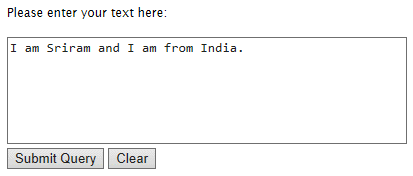 Please enter your text here:
I am Sriram and I am from India.
Submit Query Clear